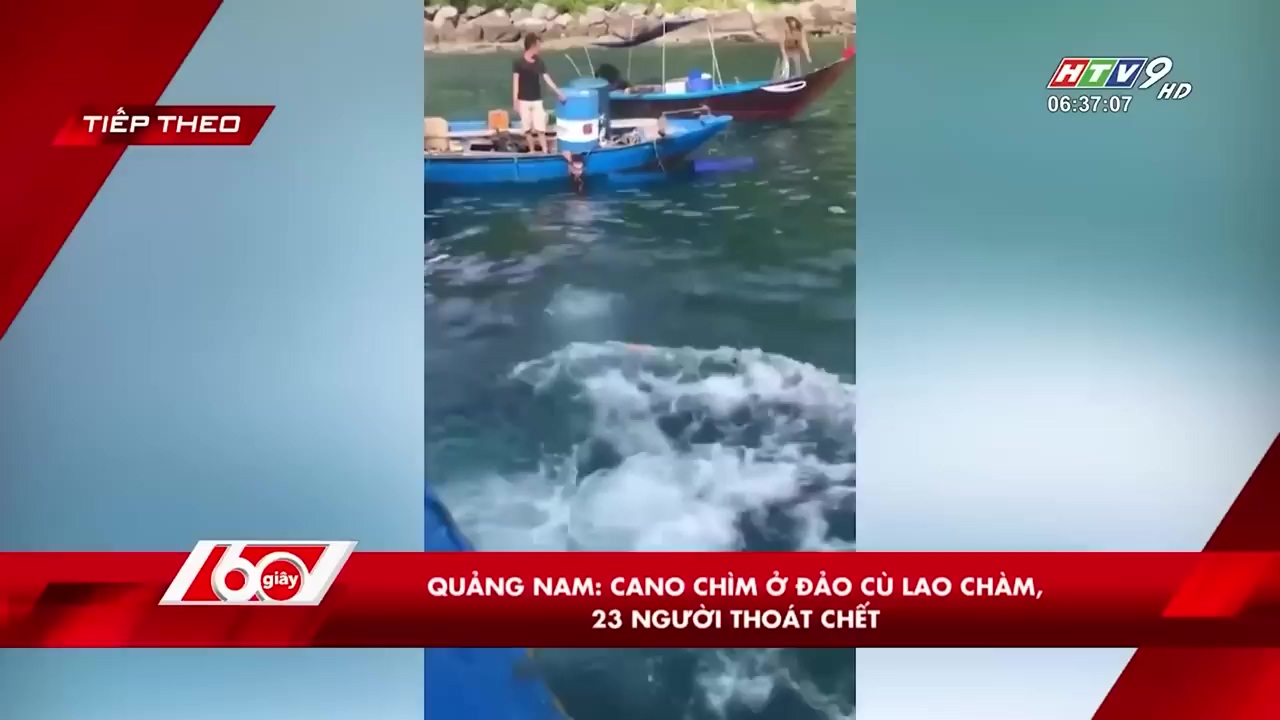 TIẾP THEO
HTV9 HD
06:37:07
60 giây
QUẢNG NAM: CANO CHÌM Ở ĐẢO CÙ LAO CHÀM,
23 NGƯỜI THOÁT CHẾT